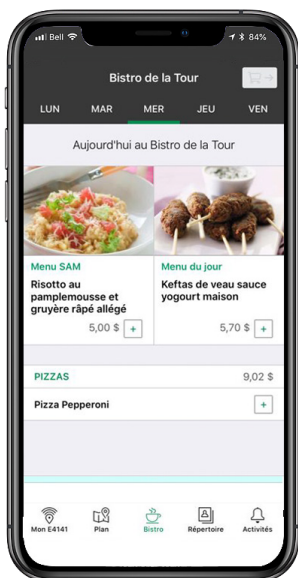 Bell 84%
Bistro de la Tour
LUN MAR MER JEU VEN
Aujourd'hui au Bistro de la Tour
Menu SAM
Risotto au
pamplemousse et
gruyère râpé allégé
5,00 $ +
Menu du jour
Keftas de veau sauce
yogourt maison
5,70 $ +
PIZZAS 9,02 $
Pizza Pepperoni +
Mon E4141 Plan Bistro Répertoire Activités